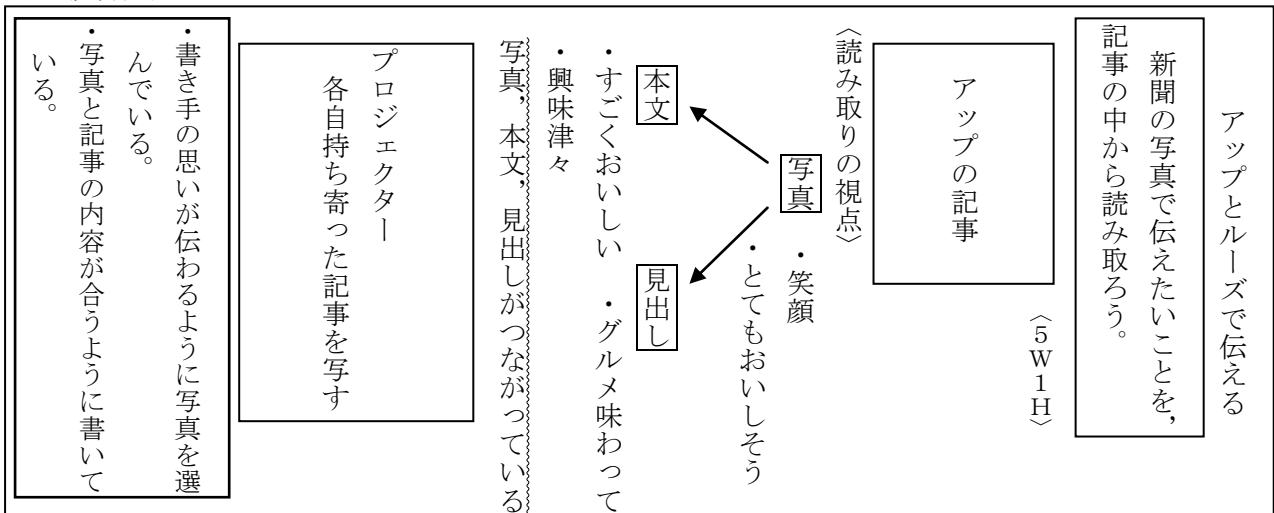 アップとルーズで伝える
新聞の写真で伝えたいことを,
記事の中から読み取ろう。
〈5W1H〉
アップの記事
〈読み取りの視点〉
写真
・笑顔
・とてもおいしそう
本文
見出し
・すごくおいしい
・グルメ味わって
・興味津々
写真,本文,見出しがつながっている
プロジェクター
各自持ち寄った記事を写す
・書き手の思いが伝わるように写真を選
んでいる。
・写真と記事の内容が合うように書いて
いる。